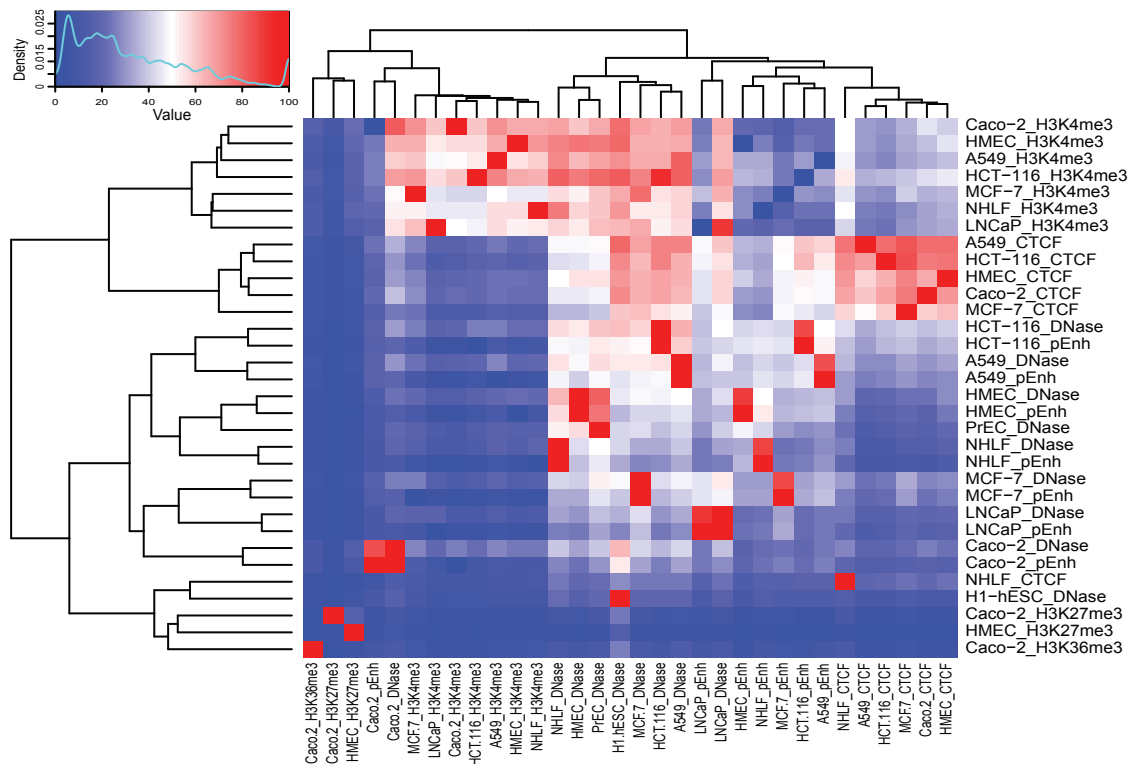 Density
0 0.015 0.025
0 20 40 60 80 100
Value
Caco−2_H3K4me3
HMEC_H3K4me3
A549_H3K4me3
HCT−116_H3K4me3
MCF−7_H3K4me3
NHLF_H3K4me3
LNCaP_H3K4me3
A549_CTCF
HCT−116_CTCF
HMEC_CTCF
Caco−2_CTCF
MCF−7_CTCF
HCT−116_DNase
HCT−116_pEnh
A549_DNase
A549_pEnh
HMEC_DNase
HMEC_pEnh
PrEC_DNase
NHLF_DNase
NHLF_pEnh
MCF−7_DNase
MCF−7_pEnh
LNCaP_DNase
LNCaP_pEnh
Caco−2_DNase
Caco−2_pEnh
NHLF_CTCF
H1−hESC_DNase
Caco−2_H3K27me3
HMEC_H3K27me3
Caco−2_H3K36me3
Caco.2_H3K36me3
Caco.2_H3K27me3
HMEC_H3K27me3
Caco.2_pEnh
Caco.2_DNase
MCF.7_H3K4me3
LNCaP_H3K4me3
Caco.2_H3K4me3
HCT.116_H3K4me3
A549_H3K4me3
HMEC_H3K4me3
NHLF_H3K4me3
NHLF_DNase
HMEC_DNase
PrEC_DNase
H1.hESC_DNase
MCF.7_DNase
HCT.116_DNase
A549_DNase
LNCaP_pEnh
LNCaP_DNase
HMEC_pEnh
NHLF_pEnh
MCF.7_pEnh
HCT.116_pEnh
A549_pEnh
NHLF_CTCF
A549_CTCF
HCT.116_CTCF
MCF.7_CTCF
Caco.2_CTCF
HMEC_CTCF